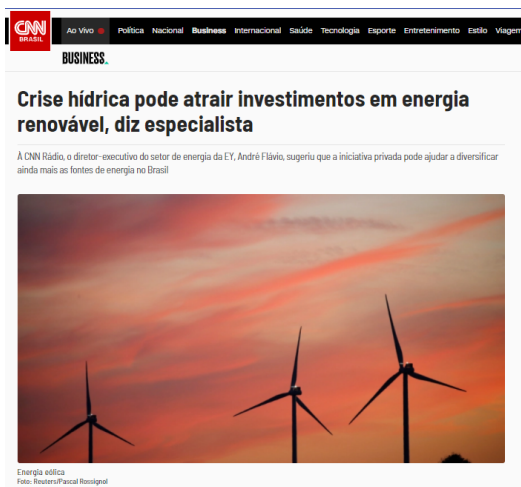 CNN
BRASIL
Ao Vivo Política Nacional Business Internacional Saúde Tecnologia Esporte Entretenimento Estilo Viagem
BUSINESS.
Crise hídrica pode atrair investimentos em energia
renovável, diz especialista
À CNN Rádio, o diretor-executivo do setor de energia da EY, André Flávio, sugeriu que a iniciativa privada pode ajudar a diversificar
ainda mais as fontes de energia no Brasil
Energia eólica
Foto: Reuters/Pascal Rossignol